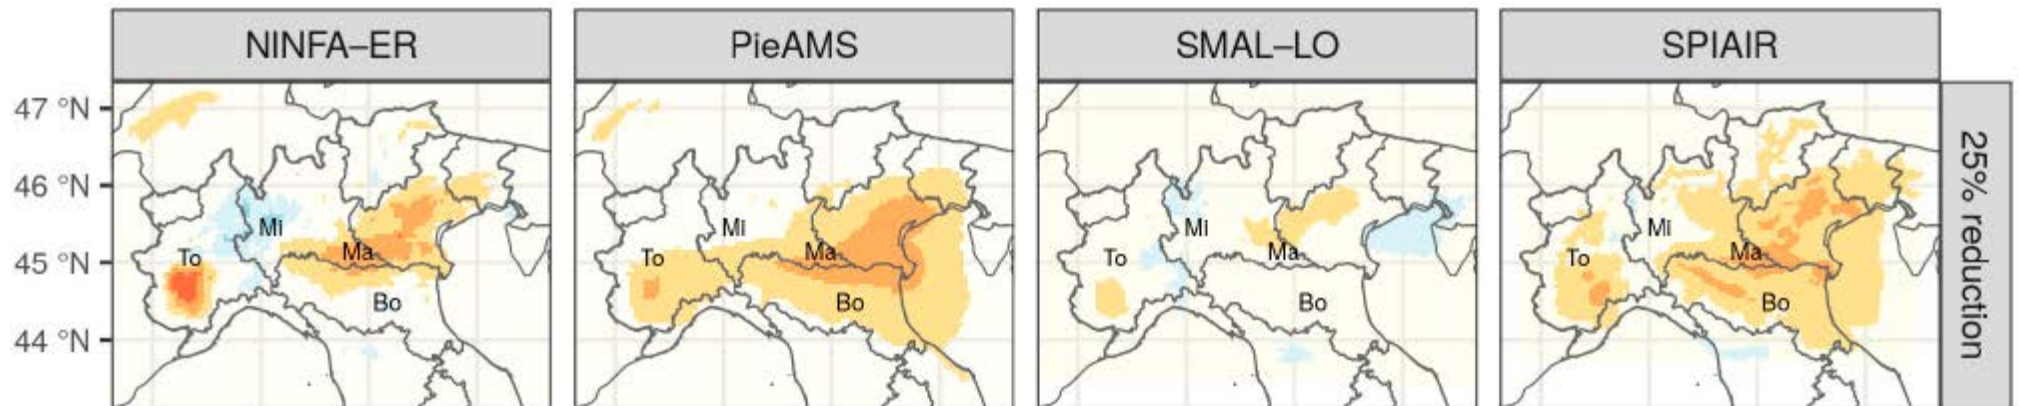 NINFA–ER
PieAMS
SMAL–LO
SPIAIR
47 °N
46 °N
45 °N
44 °N
Mi
To
Ma
Bo
Mi
To
Ma
Bo
Mi
To
Ma
Bo
Mi
To
Ma
Bo
25% reduction